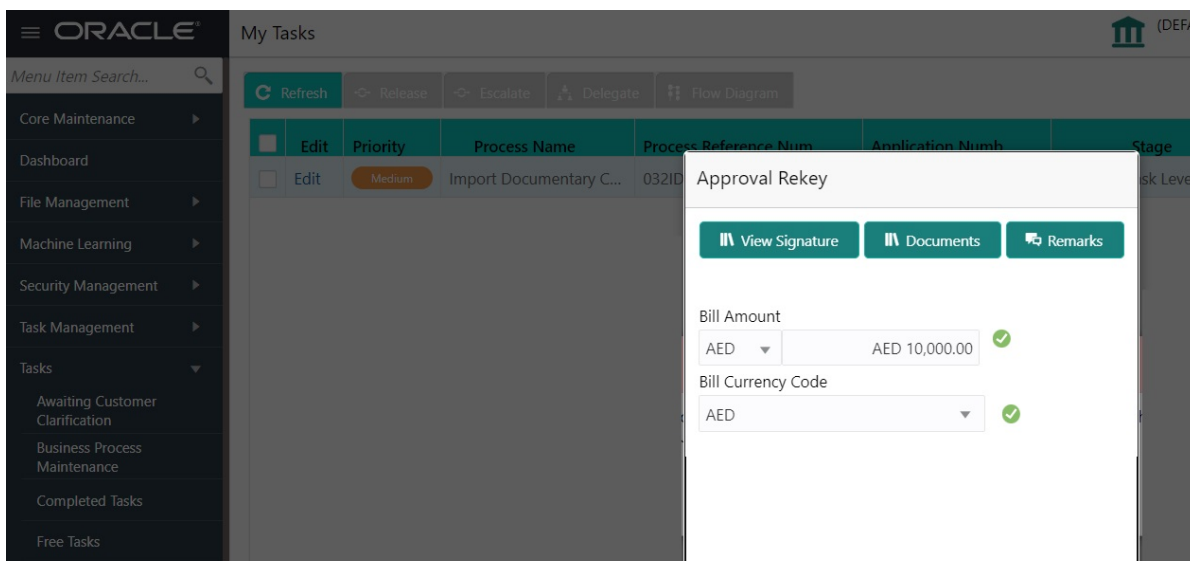 ORACLE®
My Tasks
(DEFA
Menu Item Search...
Refresh
Release
Escalate
Delegate
Flow Diagram
Core Maintenance
Dashboard
File Management
Machine Learning
Security Management
Task Management
Tasks
Awaiting Customer
Clarification
Business Process
Maintenance
Completed Tasks
Free Tasks
Edit Priority Process Name Process Reference Num Application Numb Stage
Edit Medium Import Documentary C... 032ID
sk Leve
Approval Rekey
View Signature
Documents
Remarks
Bill Amount
AED AED 10,000.00
Bill Currency Code
AED